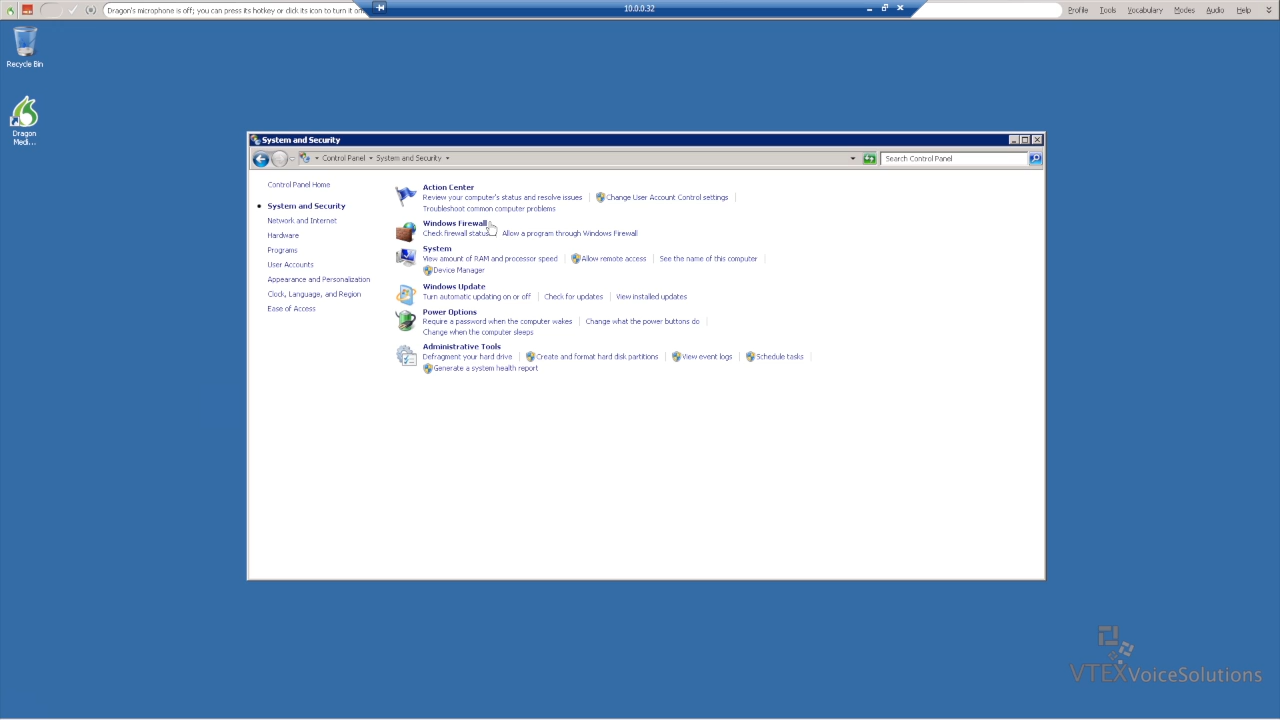 Dragon's microphone is off; you can press its hotkey or click its icon to turn it on
10.0.0.32
Profile Tools Vocabulary Modes Audio Help
Recycle Bin
Dragon
Medi...
System and Security
Control Panel System and Security
Search Control Panel
Control Panel Home
System and Security
Network and Internet
Hardware
Programs
User Accounts
Appearance and Personalization
Clock, Language, and Region
Ease of Access
Action Center
Review your computer's status and resolve issues
Change User Account Control settings
Troubleshoot common computer problems
Windows Firewall
Check firewall status
Allow a program through Windows Firewall
System
View amount of RAM and processor speed
Allow remote access
See the name of this computer
Device Manager
Windows Update
Turn automatic updating on or off
Check for updates
View installed updates
Power Options
Require a password when the computer wakes
Change what the power buttons do
Change when the computer sleeps
Administrative Tools
Defragment your hard drive
Create and format hard disk partitions
View event logs
Schedule tasks
Generate a system health report
VTEXVoiceSolutions